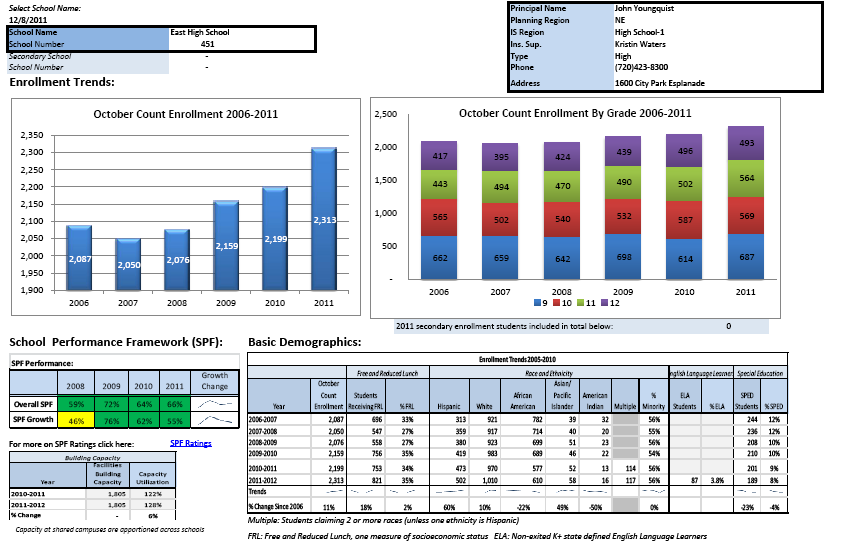 Select School Name:
12/8/2011
School Name East High School
School Number 451
Secondary School -
School Number -
Principal Name John Youngquist
Planning Region NE
IS Region High School-1
Ins. Sup. Kristin Waters
Type High
Phone (720)423-8300
Address 1600 City Park Esplanade
Enrollment Trends:
October Count Enrollment 2006-2011
2,350
2,300
2,250
2,200
2,150
2,100
2,050
2,000
1,950
1,900
2,087 2,050 2,076 2,159 2,199 2,313
2006 2007 2008 2009 2010 2011
October Count Enrollment By Grade 2006-2011
2,500
2,000
1,500
1,000
500
-
417 395 424 439 496 493
443 494 470 490 502 564
565 502 540 532 587 569
662 659 642 698 614 687
2006 2007 2008 2009 2010 2011
9 10 11 12
2011 secondary enrollment students included in total below: 0
School Performance Framework (SPF):
SPF Performance:
2008 2009 2010 2011 Growth Change
Overall SPF 59% 72% 64% 66%
SPF Growth 46% 76% 62% 55%
For more on SPF Ratings click here: SPF Ratings
Building Capacity
Year Facilities Building Capacity Capacity Utilization
2010-2011 1,805 122%
2011-2012 1,805 128%
% Change - 6%
Capacity at shared campuses are apportioned across schools
Basic Demographics:
Enrollment Trends 2005-2010
Free and Reduced Lunch Race and Ethnicity nglish Language Learner Special Education
Year October Count Enrollment Students Receiving FRL % FRL Hispanic White African American Asian/ Pacific Islander American Indian Multiple % Minority ELA Students % ELA SPED Students % SPED
2006-2007 2,087 696 33% 313 921 782 39 32 56% 244 12%
2007-2008 2,050 547 27% 359 917 714 40 20 55% 236 12%
2008-2009 2,076 558 27% 380 923 699 51 23 56% 208 10%
2009-2010 2,159 756 35% 419 983 689 46 22 54% 210 10%
2010-2011 2,199 753 34% 473 970 577 52 13 114 56% 201 9%
2011-2012 2,313 821 35% 502 1,010 610 58 16 117 56% 87 3.8% 189 8%
Trends
% Change Since 2006 11% 18% 2% 60% 10% -22% 49% -50% 0% -23% -4%
Multiple: Students claiming 2 or more races (unless one ethnicity is Hispanic)
FRL: Free and Reduced Lunch, one measure of socioeconomic status ELA: Non-exited K+ state defined English Language Learners